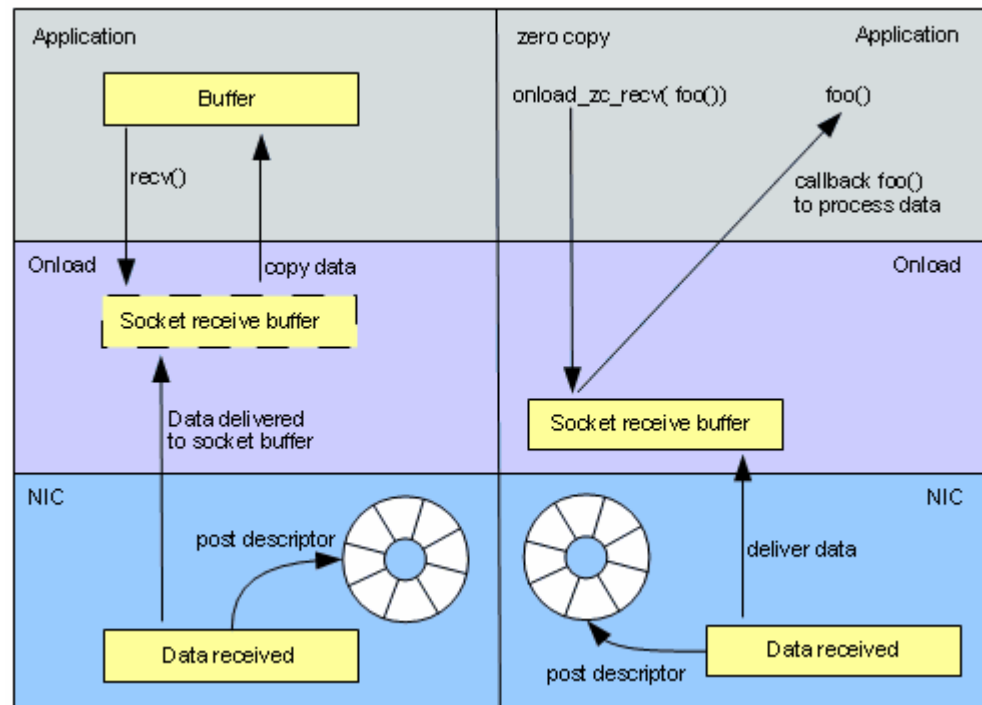 Application
Buffer
recv()
Onload
copy data
Socket receive buffer
Data delivered
to socket buffer
NIC
post descriptor
Data received
zero copy
Application
onload_zc_recv( foo())
foo()
callback foo()
to process data
Onload
Socket receive buffer
NIC
deliver data
post descriptor
Data received